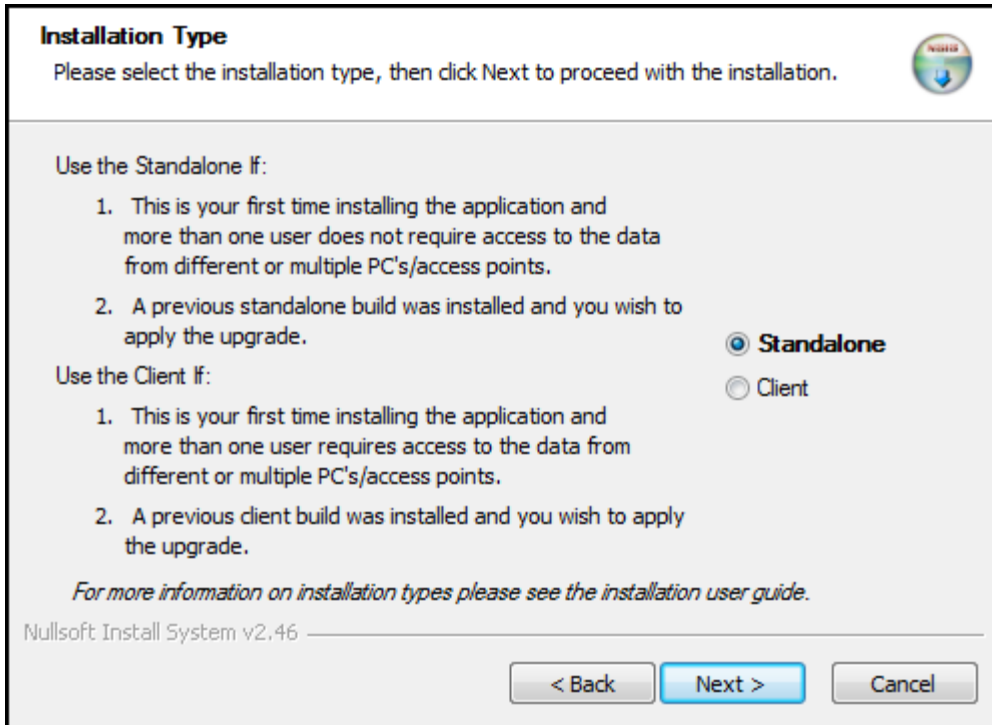 Installation Type
Please select the installation type, then click Next to proceed with the installation.
NSIS
Use the Standalone If:
1. This is your first time installing the application and
more than one user does not require access to the data
from different or multiple PC's/access points.
2. A previous standalone build was installed and you wish to
apply the upgrade.
Standalone
Use the Client If:
Client
1. This is your first time installing the application and
more than one user requires access to the data from
different or multiple PC's/access points.
2. A previous client build was installed and you wish to apply
the upgrade.
For more information on installation types please see the installation user guide.
Nullsoft Install System v2.46
< Back
Next >
Cancel